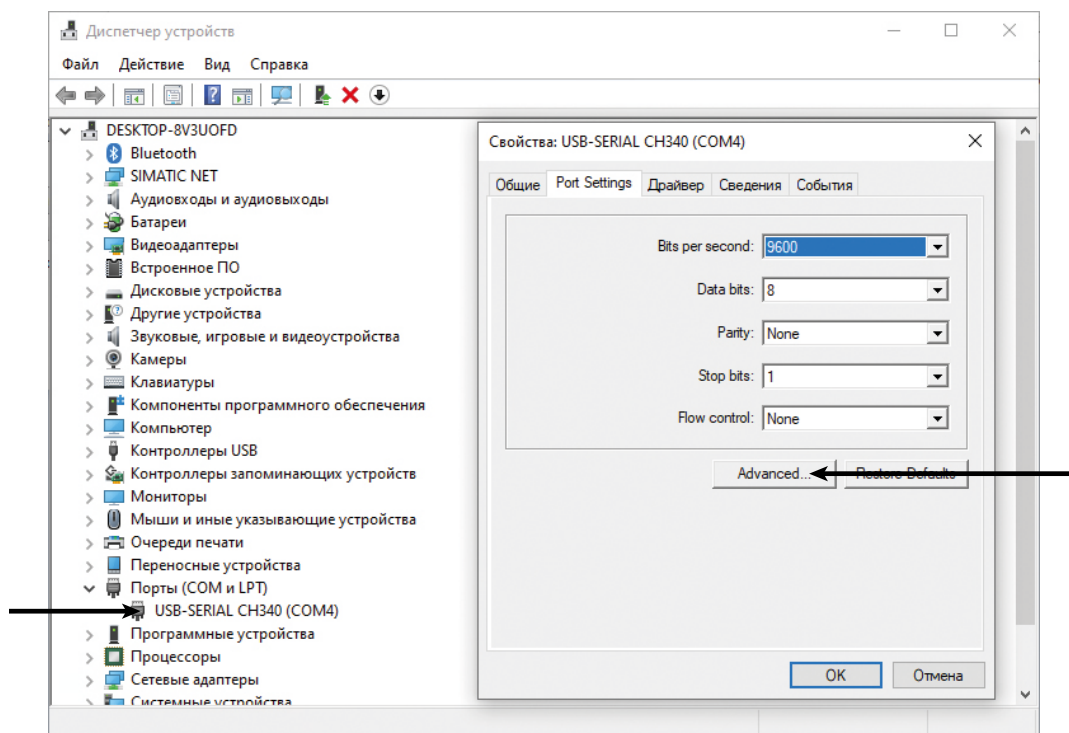 Диспетчер устройств
Файл Действие Вид Справка
DESKTOP-8V3UOFD
Bluetooth
SIMATIC NET
Аудиовходы и аудиовыходы
Батареи
Видеоадаптеры
Встроенное ПО
Дисковые устройства
Другие устройства
Звуковые, игровые и видеоустройства
Камеры
Клавиатуры
Компоненты программного обеспечения
Компьютер
Контроллеры USB
Контроллеры запоминающих устройств
Мониторы
Мыши и иные указывающие устройства
Очереди печати
Переносные устройства
Порты (COM и LPT)
USB-SERIAL CH340 (COM4)
Программные устройства
Процессоры
Сетевые адаптеры
Системные устройства
Свойства: USB-SERIAL CH340 (COM4)
Общие Port Settings Драйвер Сведения События
Bits per second: 9600
Data bits: 8
Parity: None
Stop bits: 1
Flow control: None
Advanced... Restore Defaults
OK Отмена